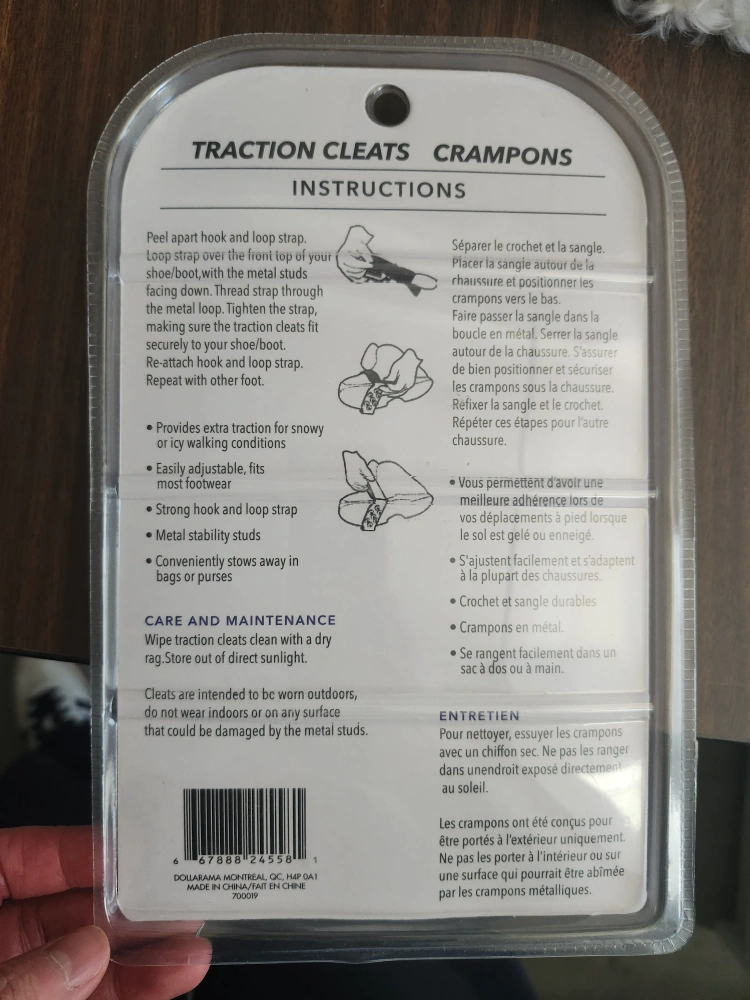 TRACTION CLEATS CRAMPONS
INSTRUCTIONS
Peel apart hook and loop strap.
Loop strap over the front top of your
shoe/boot,with the metal studs
facing down. Thread strap through
the metal loop. Tighten the strap,
making sure the traction cleats fit
securely to your shoe/boot.
Re-attach hook and loop strap.
Repeat with other foot.
• Provides extra traction for snowy
or icy walking conditions
• Easily adjustable, fits
most footwear
• Strong hook and loop strap
• Metal stability studs
• Conveniently stows away in
bags or purses
CARE AND MAINTENANCE
Wipe traction cleats clean with a dry
rag.Store out of direct sunlight.
Cleats are intended to be worn outdoors,
do not wear indoors or on any surface
that could be damaged by the metal studs.
6 67888 24558 1
DOLLARAMA MONTREAL, QC, H4P 0A1
MADE IN CHINA/FAIT EN CHINE
700019
Séparer le crochet et la sangle.
Placer la sangle autour de la
chaussure et positionner les
crampons vers le bas.
Faire passer la sangle dans la
boucle en métal. Serrer la sangle
autour de la chaussure. S'assurer
de bien positionner et sécuriser
les crampons sous la chaussure.
Réfixer la sangle et le crochet.
Répéter ces étapes pour l'autre
chaussure.
• Vous permettent d'avoir une
meilleure adhérence lors de
vos déplacements à pied lorsque
le sol est gelé ou enneigé.
• S'ajustent facilement et s'adaptent
à la plupart des chaussures.
• Crochet et sangle durables
• Crampons en métal.
• Se rangent facilement dans un
sac à dos ou à main.
ENTRETIEN
Pour nettoyer, essuyer les crampons
avec un chiffon sec. Ne pas les ranger
dans unendroit exposé directement
au soleil.
Les crampons ont été conçus pour
être portés à l'extérieur uniquement.
Ne pas les porter à l'intérieur ou sur
une surface qui pourrait être abîmée
par les crampons métalliques.